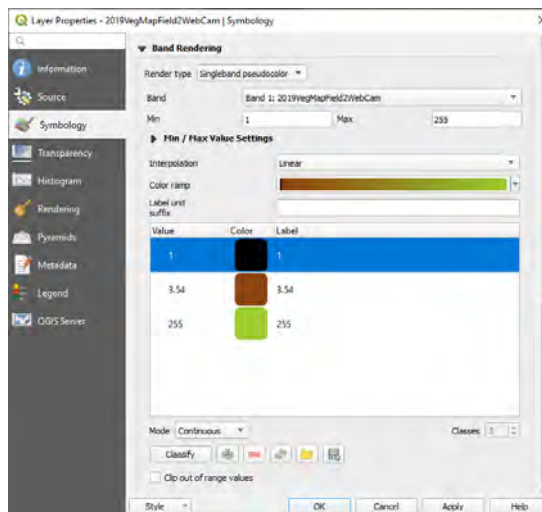 Layer Properties - 2019VegMapField2WebCam | Symbology
Information
Source
Symbology
Transparency
Histogram
Rendering
Pyramids
Metadata
Legend
QGIS Server
Band Rendering
Render type Singleband pseudocolor
Band Band 1: 2019VegMapField2WebCam
Min 1 Max 255
Min / Max Value Settings
Interpolation Linear
Color ramp
Label unit
suffix
Value Color Label
1 1
3.54 3.54
255 255
Mode Continuous Classes 3
Classify
Clip out of range values
Style OK Cancel Apply Help